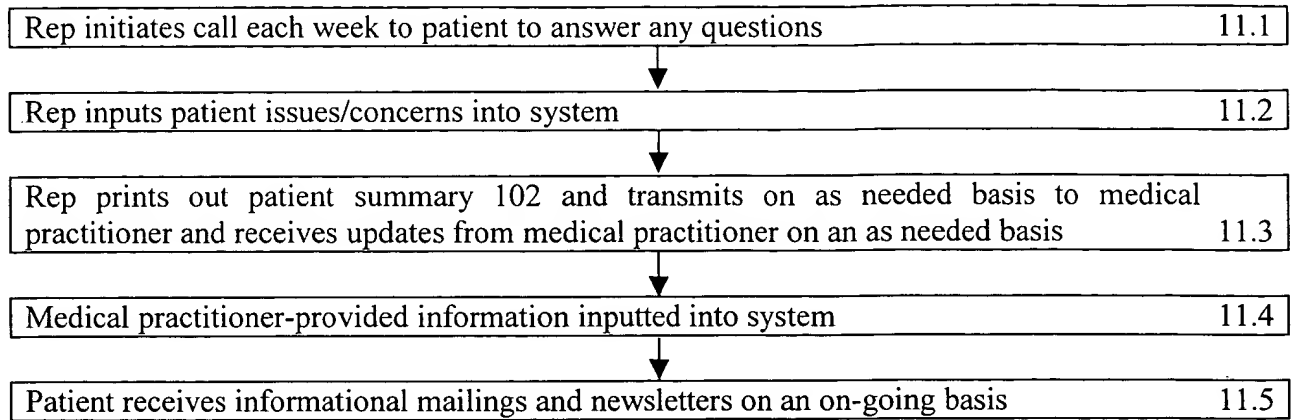 Rep initiates call each week to patient to answer any questions 11.1
Rep inputs patient issues/concerns into system 11.2
Rep prints out patient summary 102 and transmits on as needed basis to medical
practitioner and receives updates from medical practitioner on an as needed basis 11.3
Medical practitioner-provided information inputted into system 11.4
Patient receives informational mailings and newsletters on an on-going basis 11.5